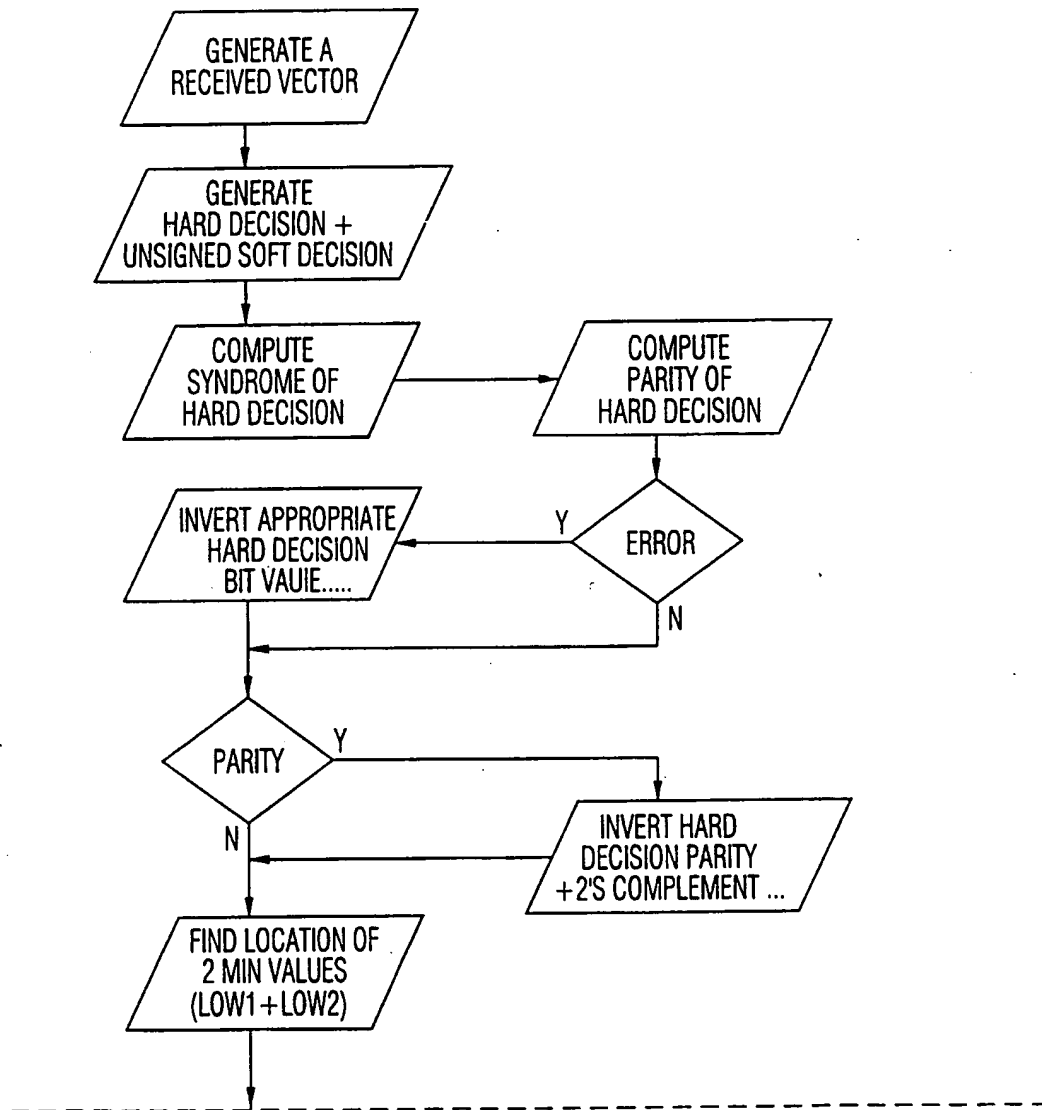 GENERATE A
RECEIVED VECTOR
GENERATE
HARD DECISION +
UNSIGNED SOFT DECISION
COMPUTE
SYNDROME OF
HARD DECISION
COMPUTE
PARITY OF
HARD DECISION
ERROR
Y
N
INVERT APPROPRIATE
HARD DECISION
BIT VAUIE.....
PARITY
Y
N
INVERT HARD
DECISION PARITY
+2'S COMPLEMENT ...
FIND LOCATION OF
2 MIN VALUES
(LOW1+LOW2)